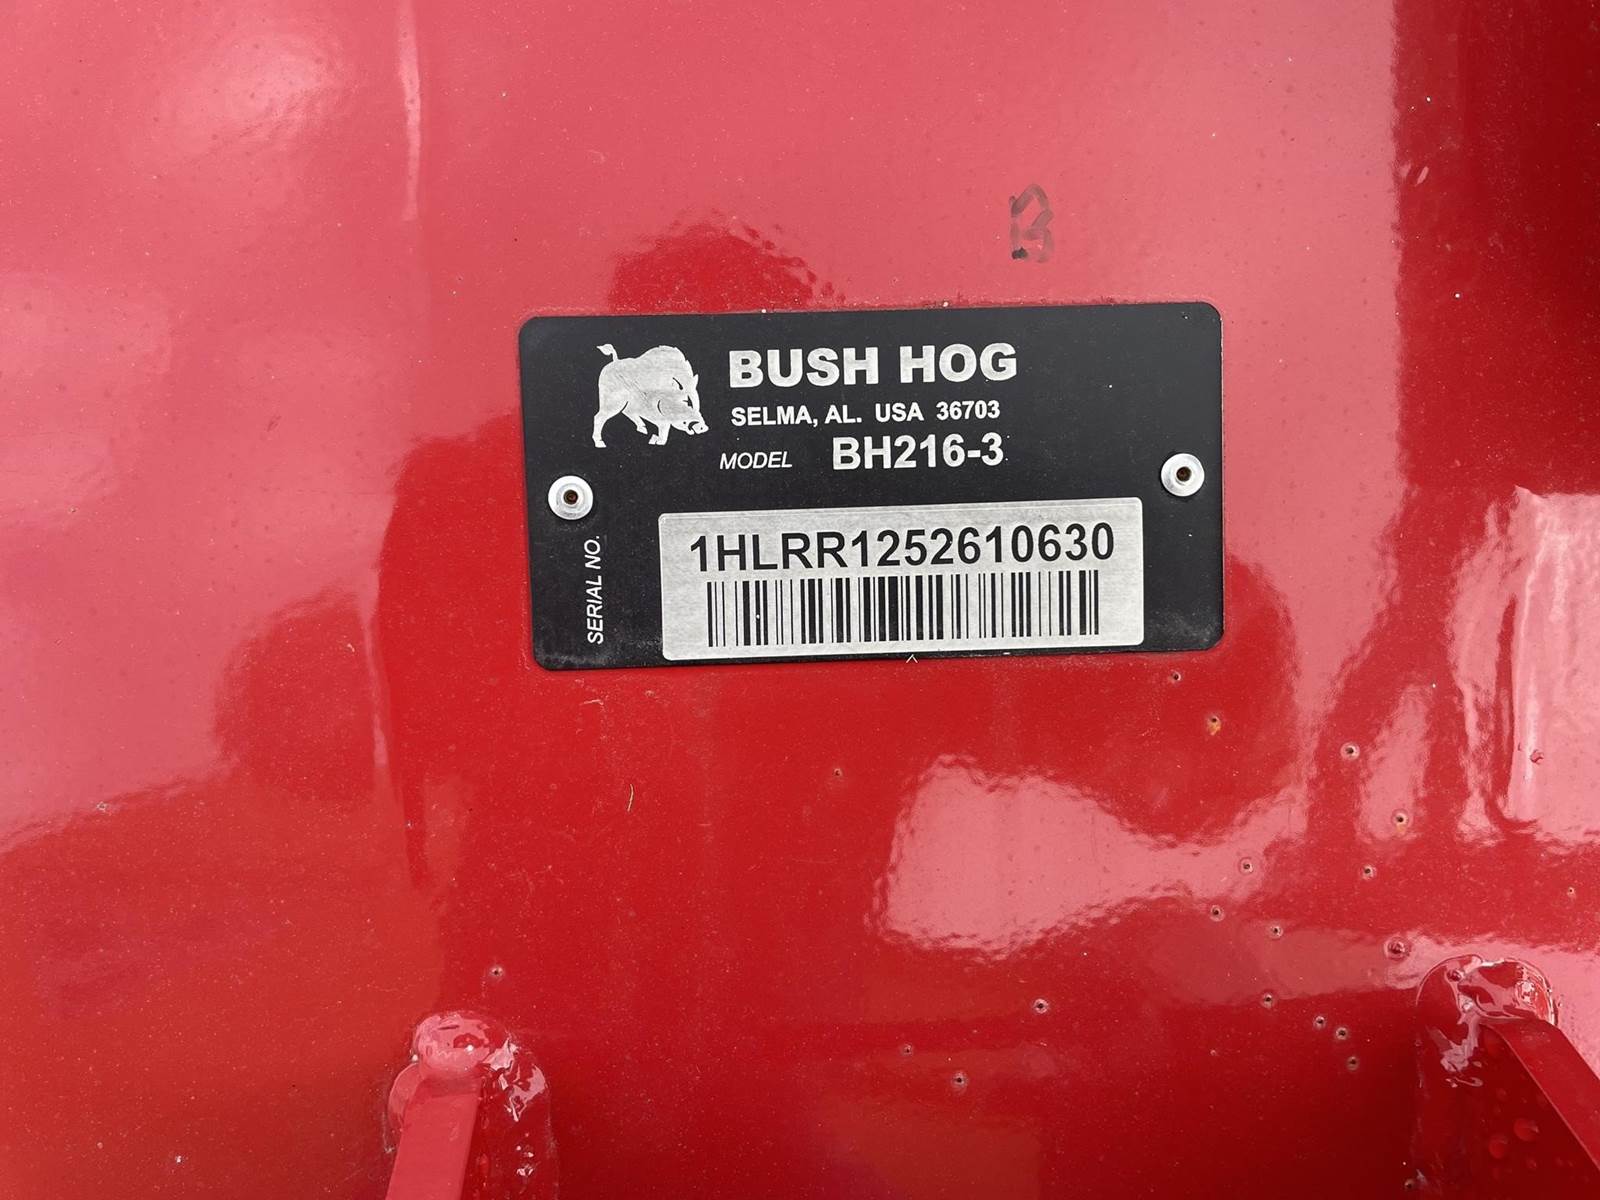 B
BUSH HOG
SELMA, AL. USA 36703
MODEL BH216-3
SERIAL NO.
1HLRR1252610630